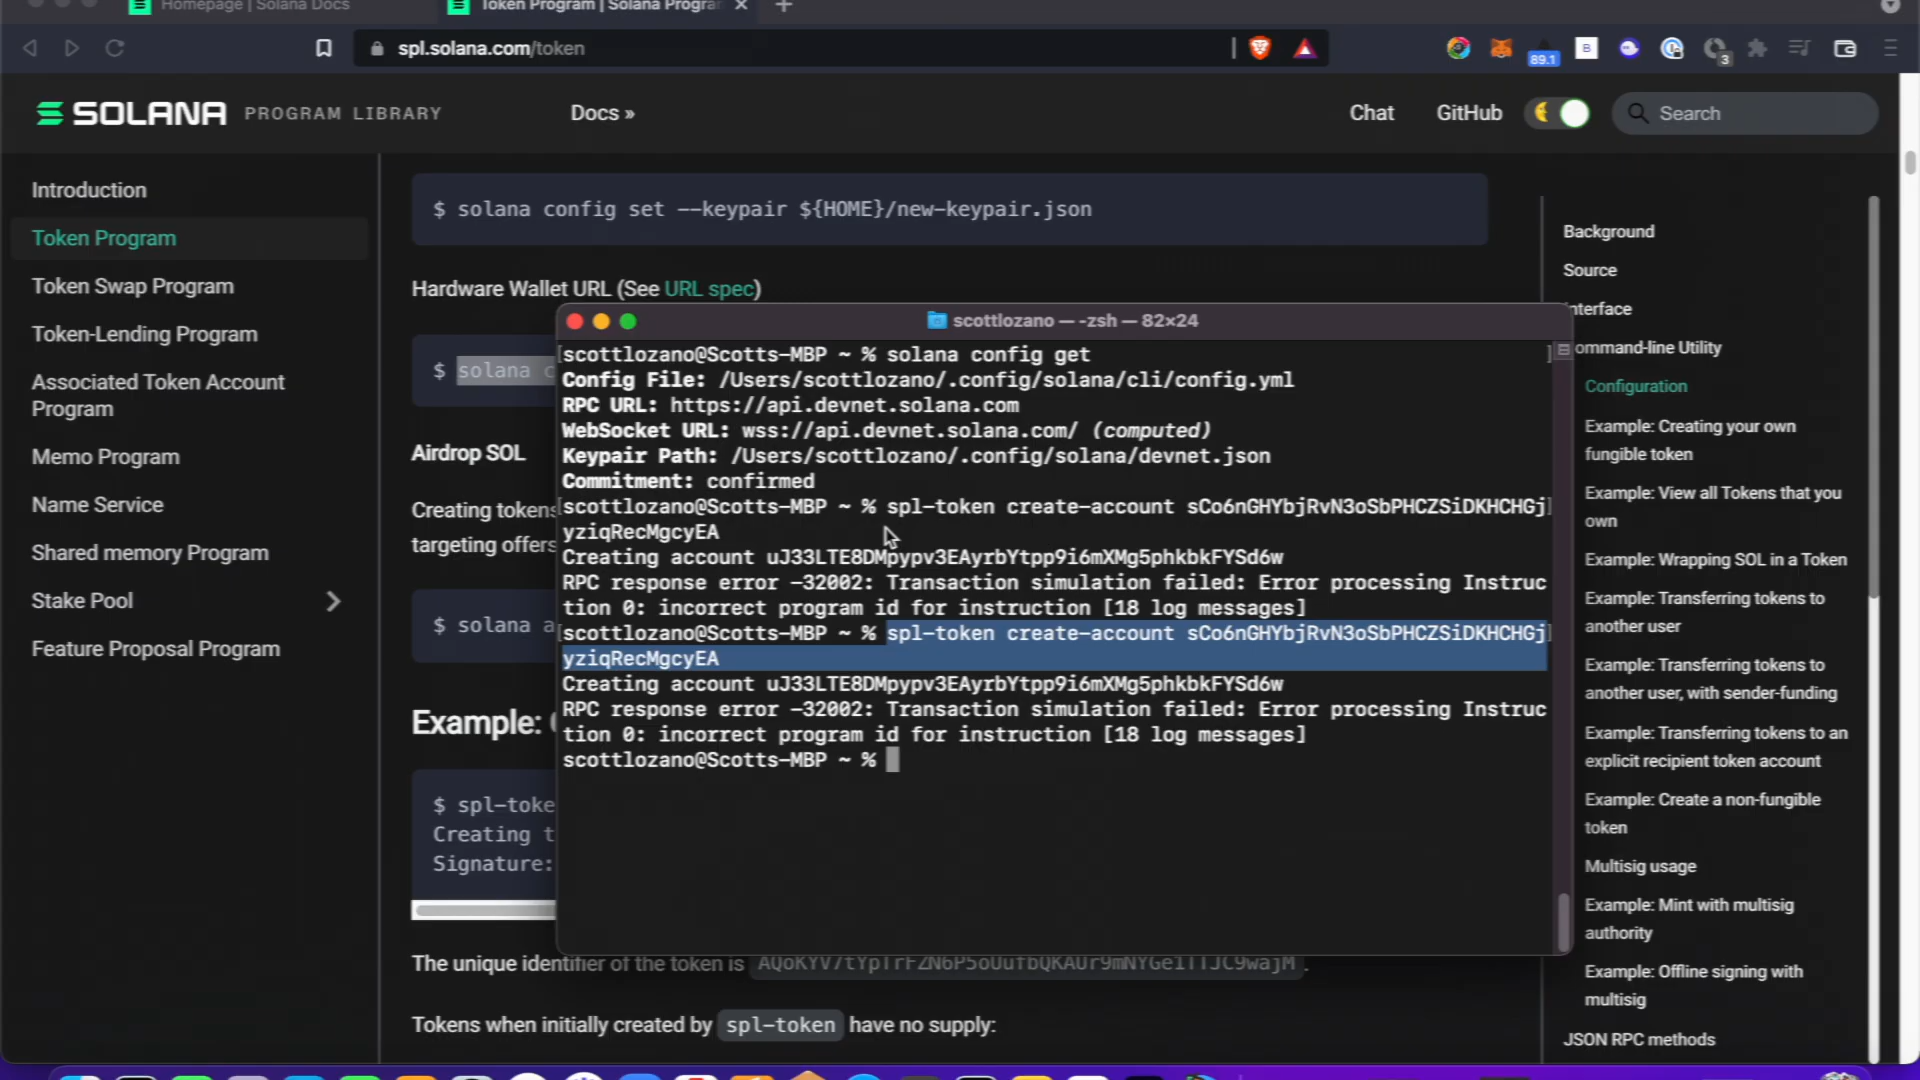 Homepage | Solana Docs
Token Program | Solana Program
spl.solana.com/token
89.1
B
3
SOLANA PROGRAM LIBRARY
Docs »
Chat
GitHub
Search
Introduction
Token Program
Token Swap Program
Token-Lending Program
Associated Token Account
Program
Memo Program
Name Service
Shared memory Program
Stake Pool
Feature Proposal Program
$ solana config set --keypair ${HOME}/new-keypair.json
Hardware Wallet URL (See URL spec)
$ solana c
Airdrop SOL
Creating tokens
targeting offers
$ solana a
Example: C
$ spl-toke
Creating t
Signature:
scottlozano — -zsh — 82×24
[scottlozano@Scotts-MBP ~ % solana config get ]
Config File: /Users/scottlozano/.config/solana/cli/config.yml
RPC URL: https://api.devnet.solana.com
WebSocket URL: wss://api.devnet.solana.com/ (computed)
Keypair Path: /Users/scottlozano/.config/solana/devnet.json
Commitment: confirmed
[scottlozano@Scotts-MBP ~ % spl-token create-account sCo6nGHYbjRvN3oSbPHCZSiDKHCHGj]
yziqRecMgcyEA
Creating account uJ33LTE8DMpypv3EAyrbYtpp9i6mXMg5phkbkFYSd6w
RPC response error -32002: Transaction simulation failed: Error processing Instruc
tion 0: incorrect program id for instruction [18 log messages]
[scottlozano@Scotts-MBP ~ % spl-token create-account sCo6nGHYbjRvN3oSbPHCZSiDKHCHGj]
yziqRecMgcyEA
Creating account uJ33LTE8DMpypv3EAyrbYtpp9i6mXMg5phkbkFYSd6w
RPC response error -32002: Transaction simulation failed: Error processing Instruc
tion 0: incorrect program id for instruction [18 log messages]
scottlozano@Scotts-MBP ~ %
The unique identifier of the token is
Tokens when initially created by spl-token have no supply:
Background
Source
Interface
ommand-line Utility
Configuration
Example: Creating your own
fungible token
Example: View all Tokens that you
own
Example: Wrapping SOL in a Token
Example: Transferring tokens to
another user
Example: Transferring tokens to
another user, with sender-funding
Example: Transferring tokens to an
explicit recipient token account
Example: Create a non-fungible
token
Multisig usage
Example: Mint with multisig
authority
Example: Offline signing with
multisig
JSON RPC methods